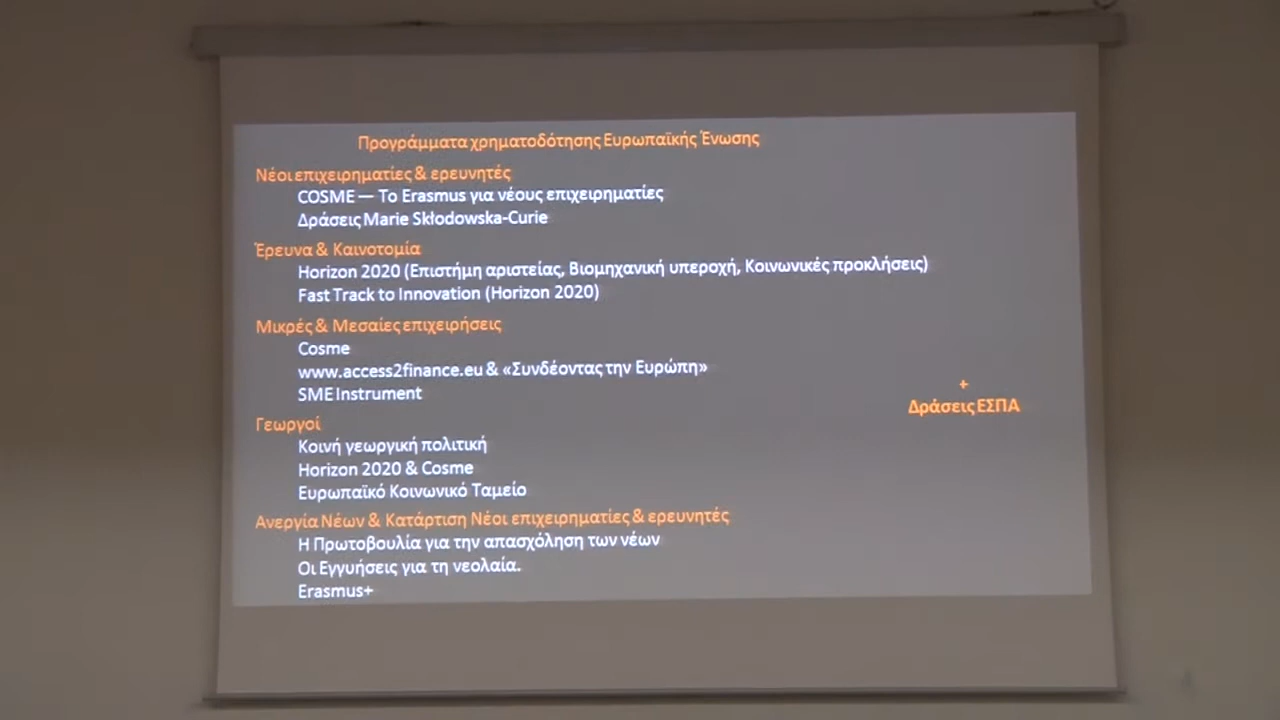 Προγράμματα χρηματοδότησης Ευρωπαϊκής Ένωσης
Νέοι επιχειρηματίες & ερευνητές
COSME — Το Erasmus για νέους επιχειρηματίες
Δράσεις Marie Skłodowska-Curie
Έρευνα & Καινοτομία
Horizon 2020 (Επιστήμη αριστείας, Βιομηχανική υπεροχή, Κοινωνικές προκλήσεις)
Fast Track to Innovation (Horizon 2020)
Μικρές & Μεσαίες επιχειρήσεις
Cosme
www.access2finance.eu & «Συνδέοντας την Ευρώπη»
SME Instrument
+
Δράσεις ΕΣΠΑ
Γεωργοί
Κοινή γεωργική πολιτική
Horizon 2020 & Cosme
Ευρωπαϊκό Κοινωνικό Ταμείο
Ανεργία Νέων & Κατάρτιση Νέοι επιχειρηματίες & ερευνητές
Η Πρωτοβουλία για την απασχόληση των νέων
Οι Εγγυήσεις για τη νεολαία.
Erasmus+